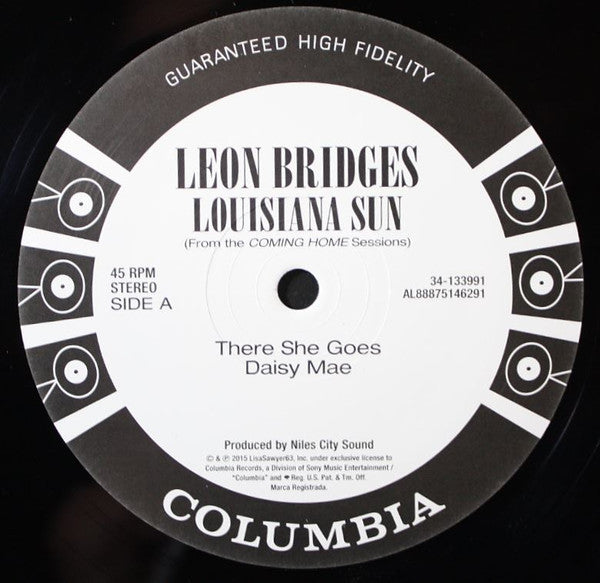 GUARANTEED HIGH FIDELITY
LEON BRIDGES
LOUISIANA SUN
(From the COMING HOME Sessions)
45 RPM
STEREO
SIDE A
34-133991
AL88875146291
There She Goes
Daisy Mae
Produced by Niles City Sound
© & ℗ 2015 LisaSawyer63, Inc. under exclusive license to
Columbia Records, a Division of Sony Music Entertainment /
"Columbia" and Reg. U.S. Pat. & Tm. Off.
Marca Registrada.
COLUMBIA